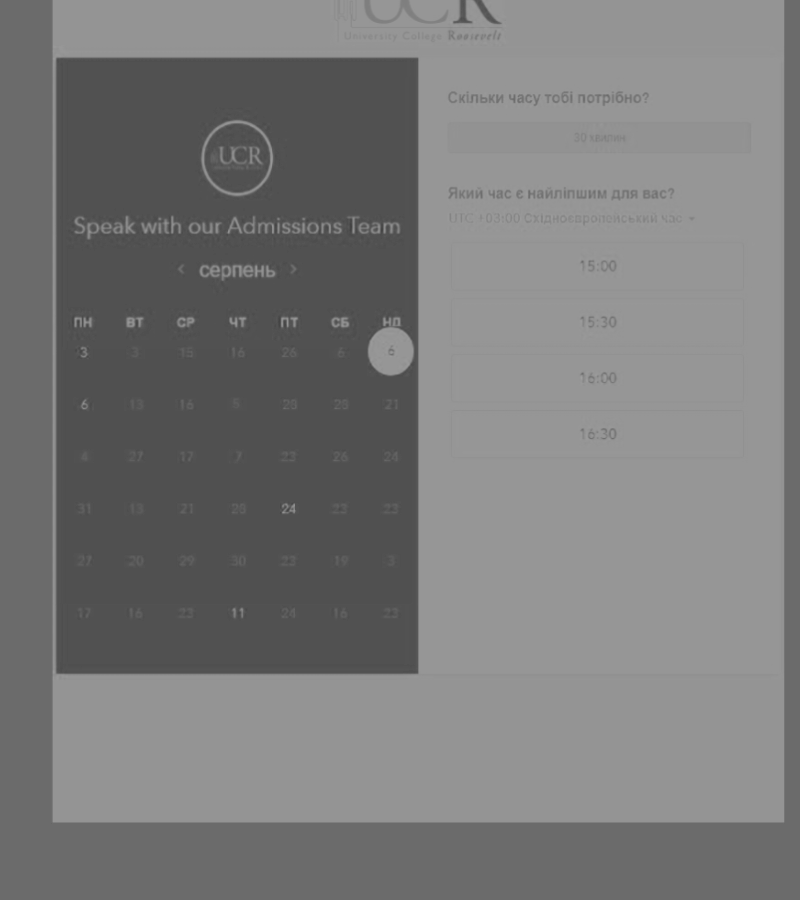 UCR
University College Roosevelt
UCR
Speak with our Admissions Team
‹ серпень ›
ПН ВТ СР ЧТ ПТ СБ НД
3 3 15 16 26 6 6
6 13 16 5 28 28 21
4 27 17 7 23 26 24
31 13 21 28 24 22 23
27 20 29 30 23 19 3
17 16 23 11 24 16 23
Скільки часу тобі потрібно?
30 хвилин
Який час є найліпшим для вас?
UTC +03:00 Східноєвропейський час
15:00
15:30
16:00
16:30